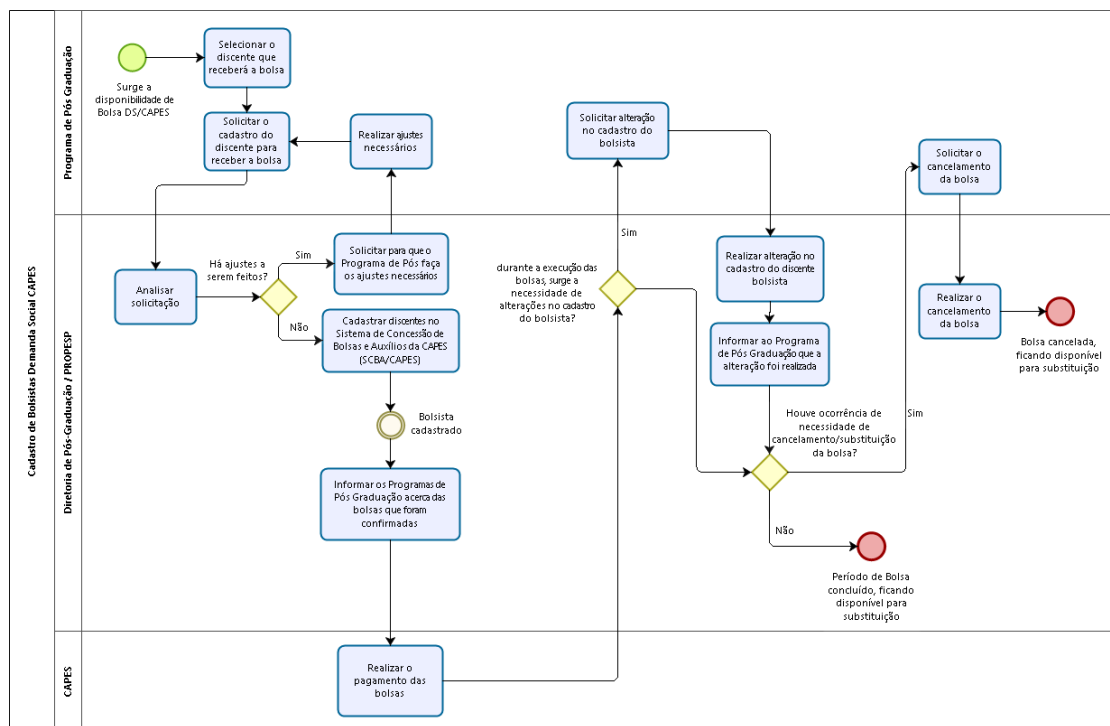 Cadastro de Bolsistas Demanda Social CAPES
Programa de Pós Graduação
Surge a
disponibilidade de
Bolsa DS/CAPES
Selecionar o
discente que
receberá a bolsa
Solicitar o
cadastro do
discente para
receber a bolsa
Realizar ajustes
necessários
Solicitar alteração
no cadastro do
bolsista
Solicitar o
cancelamento
da bolsa
Diretoria de Pós-Graduação / PROPESP
Analisar
solicitação
Há ajustes a
serem feitos?
Sim
Não
Solicitar para que o
Programa de Pós faça
os ajustes necessários
Cadastrar discentes no
Sistema de Concessão de
Bolsas e Auxílios da CAPES
(SCBA/CAPES)
Bolsista
cadastrado
Informar os Programas de
Pós Graduação acerca das
bolsas que foram
confirmadas
durante a execução das
bolsas, surge a
necessidade de
alterações no cadastro
do bolsista?
Sim
Realizar alteração no
cadastro do discente
bolsista
Informar ao Programa
de Pós Graduação que a
alteração foi realizada
Houve ocorrência de
necessidade de
cancelamento/substituição
da bolsa?
Sim
Não
Realizar o
cancelamento
da bolsa
Bolsa cancelada,
ficando disponível
para substituição
Período de Bolsa
concluído, ficando
disponível para
substituição
CAPES
Realizar o
pagamento das
bolsas